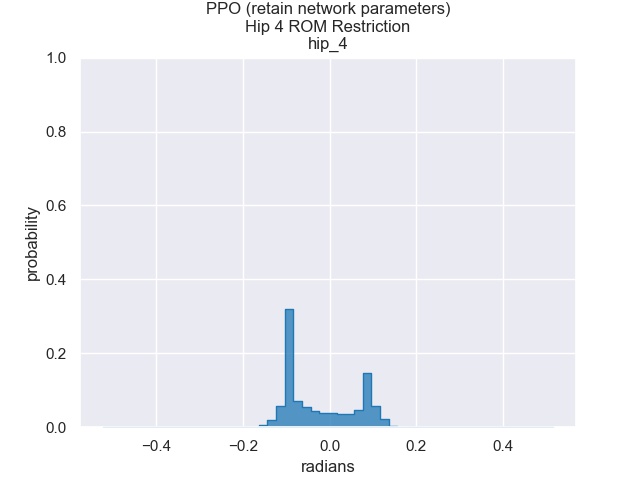 PPO (retain network parameters)
Hip 4 ROM Restriction
hip_4
1.0
0.8
0.6
0.4
0.2
0.0
probability
−0.4
−0.2
0.0
0.2
0.4
radians